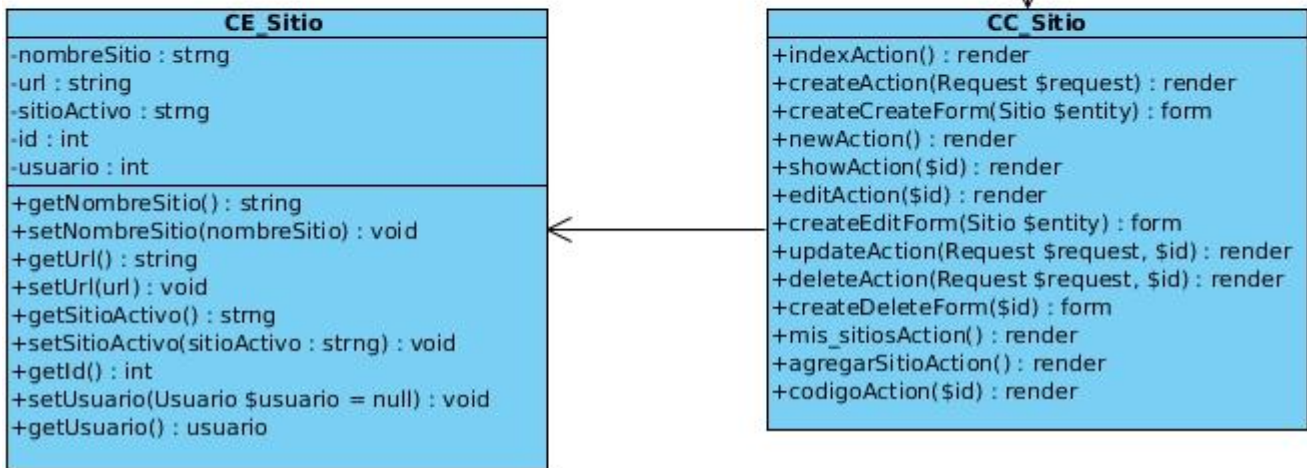 CE_Sitio
-nombreSitio : strng
-url : string
-sitioActivo : strng
-id : int
-usuario : int
+getNombreSitio() : string
+setNombreSitio(nombreSitio) : void
+getUrl() : string
+setUrl(url) : void
+getSitioActivo() : strng
+setSitioActivo(sitioActivo : strng) : void
+getId() : int
+setUsuario(Usuario $usuario = null) : void
+getUsuario() : usuario
CC_Sitio
+indexAction() : render
+createAction(Request $request) : render
+createCreateForm(Sitio $entity) : form
+newAction() : render
+showAction($id) : render
+editAction($id) : render
+createEditForm(Sitio $entity) : form
+updateAction(Request $request, $id) : render
+deleteAction(Request $request, $id) : render
+createDeleteForm($id) : form
+mis_sitiosAction() : render
+agregarSitioAction() : render
+codigoAction($id) : render